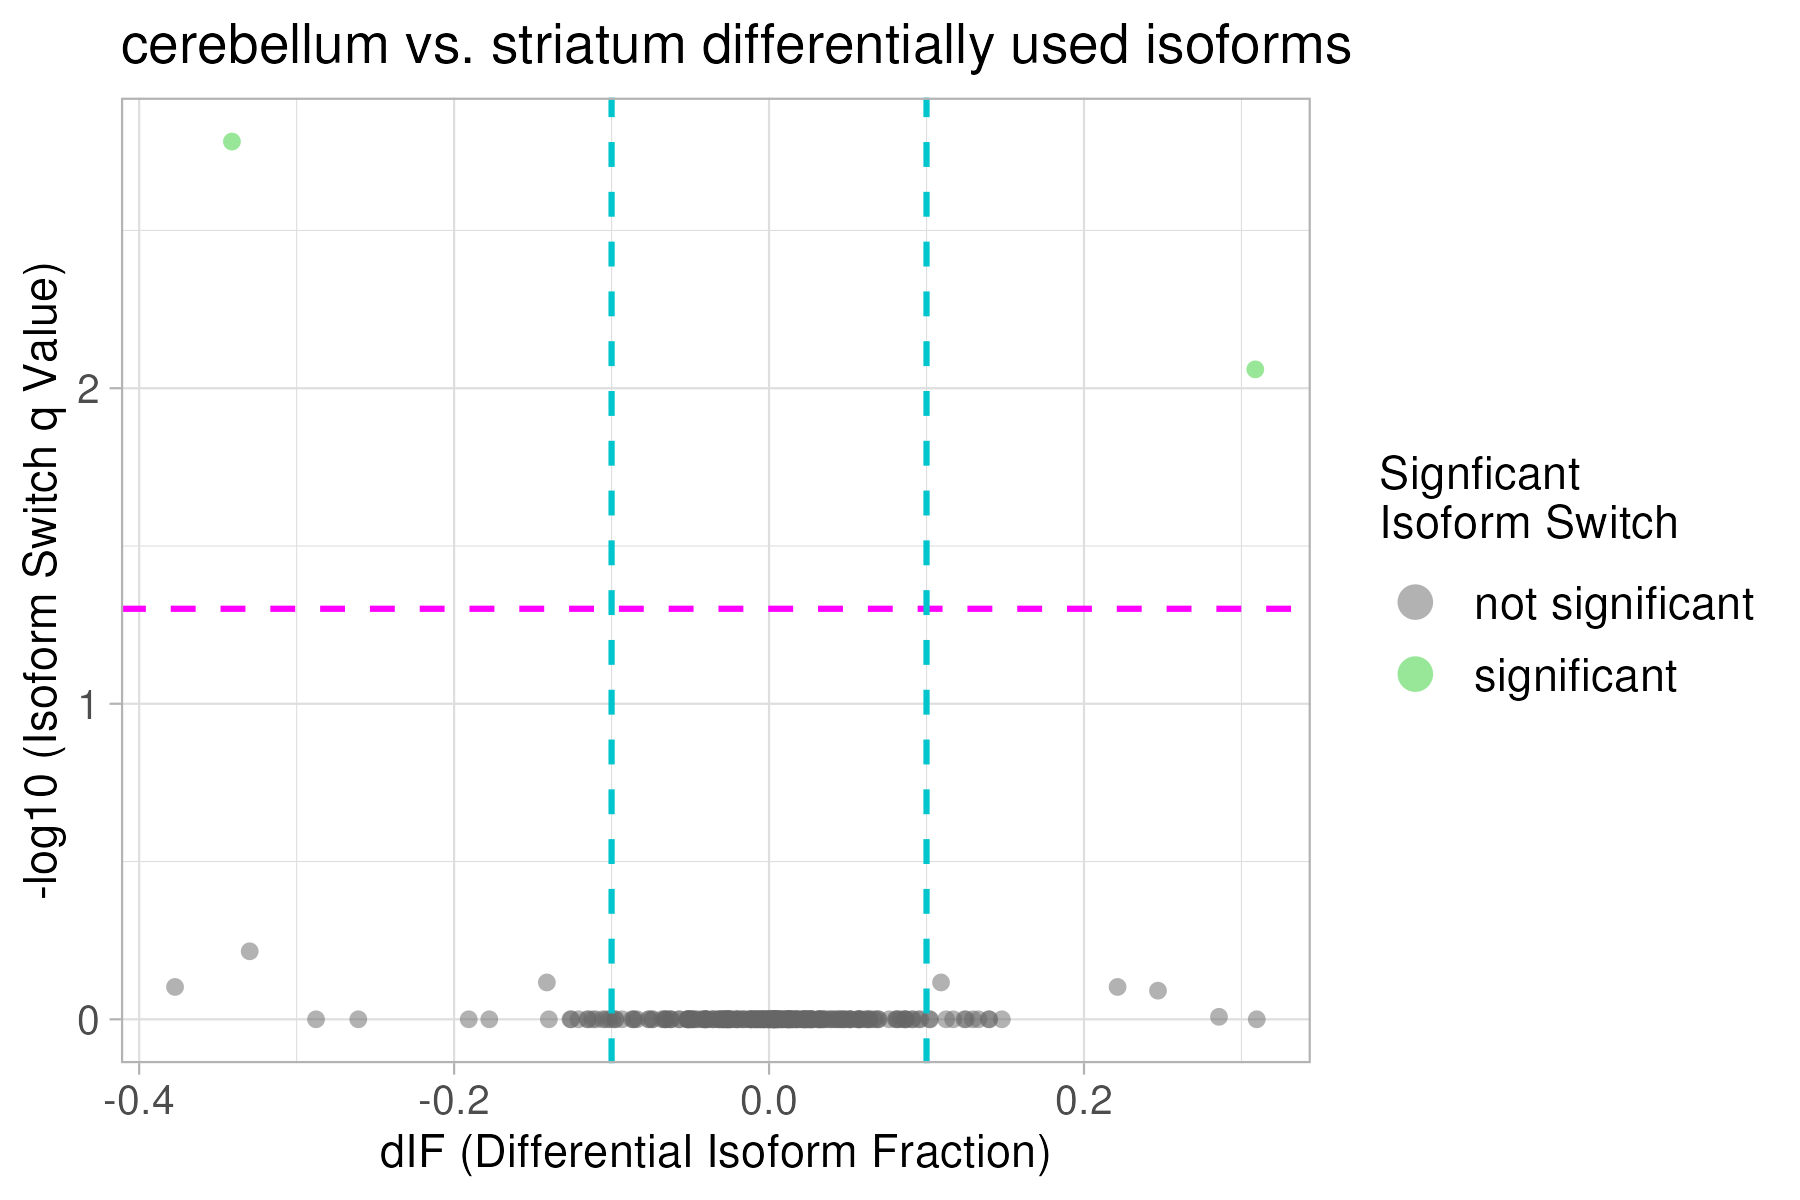 cerebellum vs. striatum differentially used isoforms
-log10 (Isoform Switch q Value)
2
1
0
-0.4
-0.2
0.0
0.2
dIF (Differential Isoform Fraction)
Signficant
Isoform Switch
not significant
significant